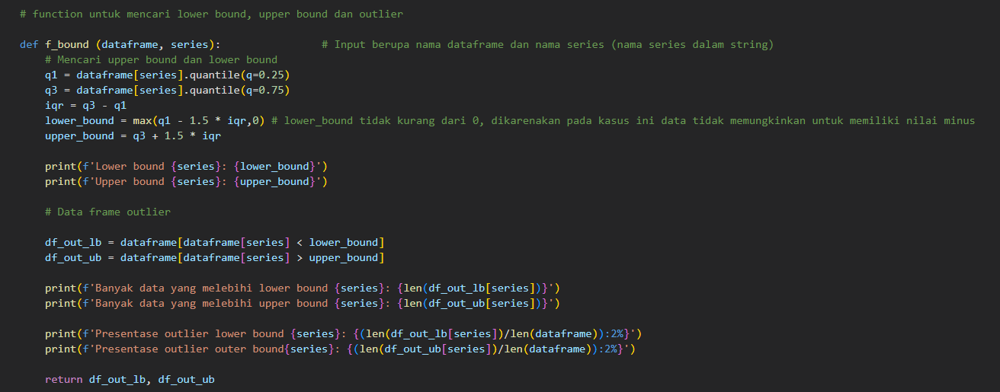 # function untuk mencari lower bound, upper bound dan outlier
def f_bound (dataframe, series):                # Input berupa nama dataframe dan nama series (nama series dalam string)
    # Mencari upper bound dan lower bound
    q1 = dataframe[series].quantile(q=0.25)
    q3 = dataframe[series].quantile(q=0.75)
    iqr = q3 - q1
    lower_bound = max(q1 - 1.5 * iqr,0) # lower_bound tidak kurang dari 0, dikarenakan pada kasus ini data tidak memungkinkan untuk memiliki nilai minus
    upper_bound = q3 + 1.5 * iqr
    print(f'Lower bound {series}: {lower_bound}')
    print(f'Upper bound {series}: {upper_bound}')
    # Data frame outlier
    df_out_lb = dataframe[dataframe[series] < lower_bound]
    df_out_ub = dataframe[dataframe[series] > upper_bound]
    print(f'Banyak data yang melebihi lower bound {series}: {len(df_out_lb[series])}')
    print(f'Banyak data yang melebihi upper bound {series}: {len(df_out_ub[series])}')
    print(f'Presentase outlier lower bound {series}: {(len(df_out_lb[series])/len(dataframe)):2%}')
    print(f'Presentase outlier outer bound{series}: {(len(df_out_ub[series])/len(dataframe)):2%}')
    return df_out_lb, df_out_ub